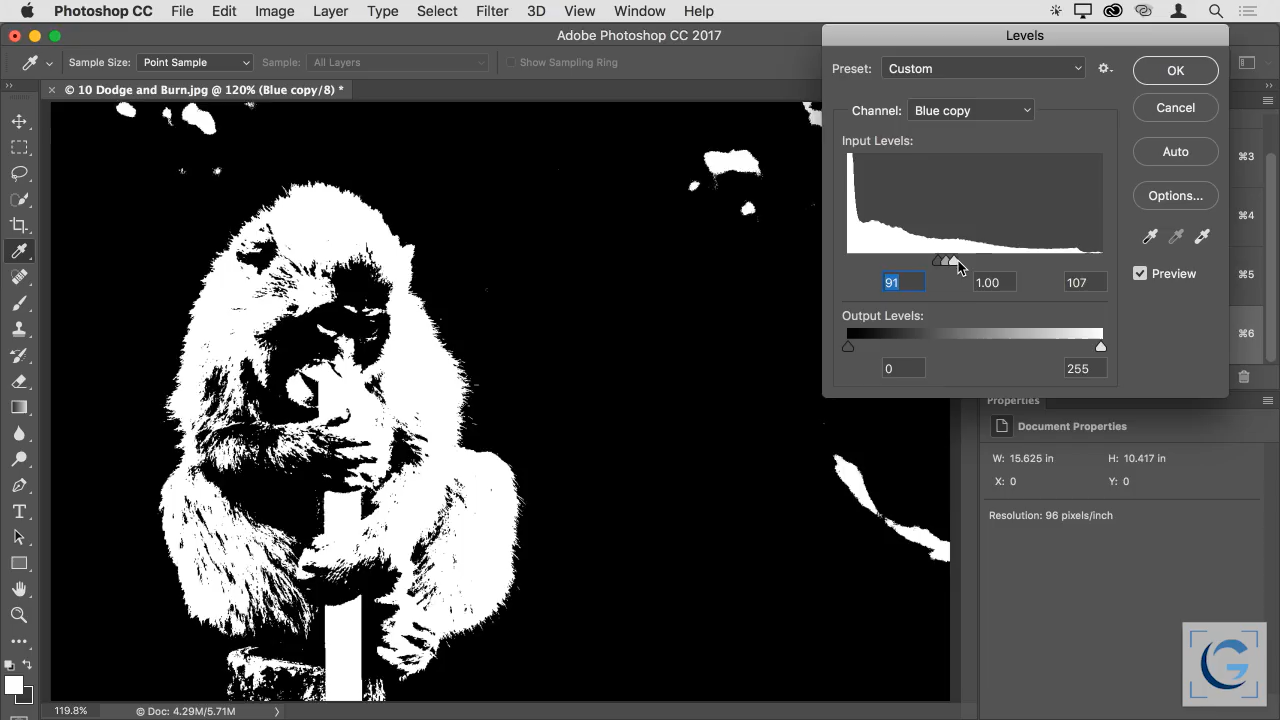 Photoshop CC File Edit Image Layer Type Select Filter 3D View Window Help
Adobe Photoshop CC 2017
Sample Size: Point Sample Sample: All Layers Show Sampling Ring
× © 10 Dodge and Burn.jpg @ 120% (Blue copy/8) *
Levels
Preset: Custom
OK
Channel: Blue copy
Cancel
Input Levels:
Auto
Options...
91 1.00 107
Preview
Output Levels:
0 255
⌘3
⌘4
⌘5
⌘6
Properties
Document Properties
W: 15.625 in H: 10.417 in
X: 0 Y: 0
Resolution: 96 pixels/inch
119.8% © Doc: 4.29M/5.71M